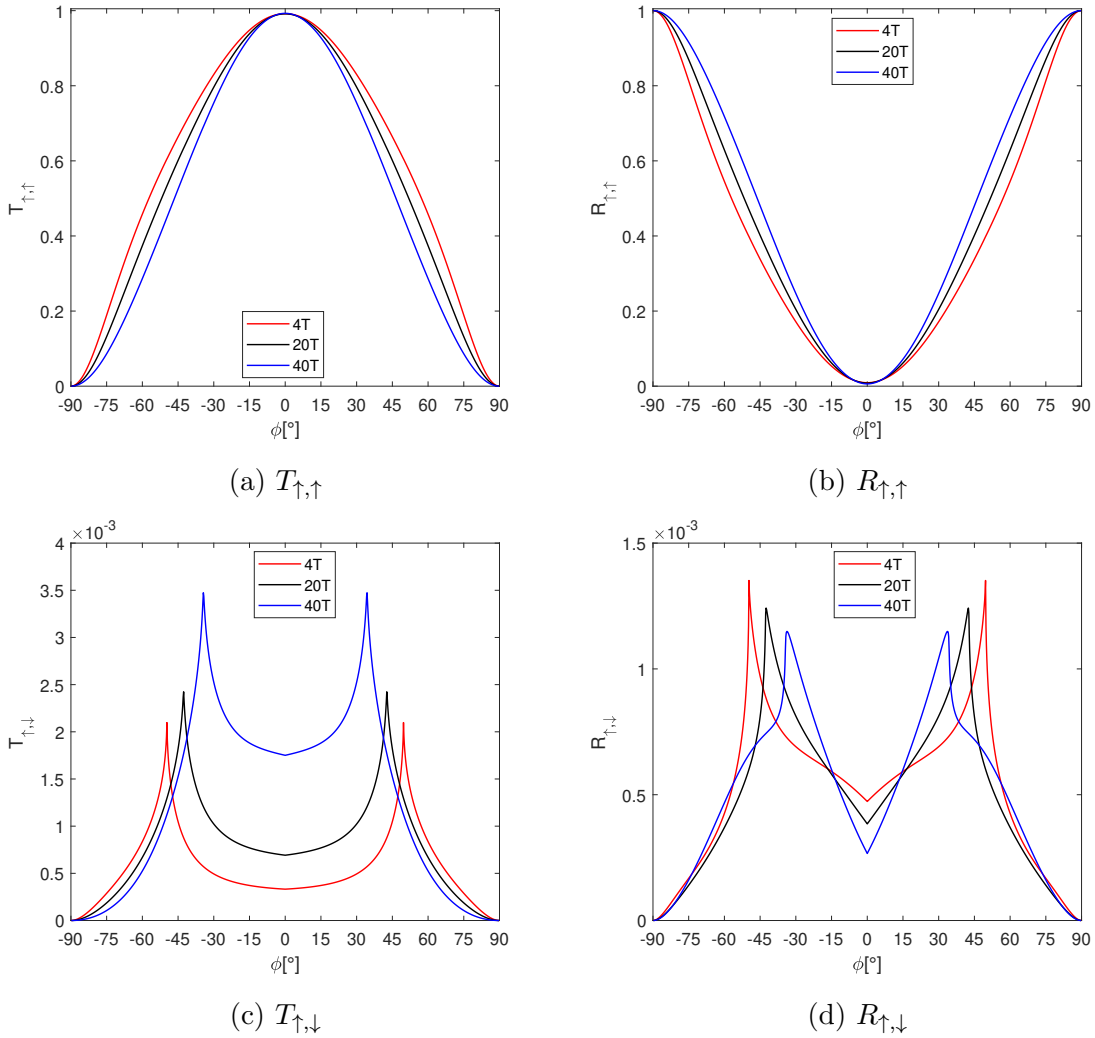 T↑,↑
1
0.8
0.6
0.4
0.2
0
-90 -75 -60 -45 -30 -15 0 15 30 45 60 75 90
ϕ[°]
4T
20T
40T
(a) T↑,↑
R↑,↑
1
0.8
0.6
0.4
0.2
0
-90 -75 -60 -45 -30 -15 0 15 30 45 60 75 90
ϕ[°]
4T
20T
40T
(b) R↑,↑
×10⁻³
T↑,↓
4
3.5
3
2.5
2
1.5
1
0.5
0
-90 -75 -60 -45 -30 -15 0 15 30 45 60 75 90
ϕ[°]
4T
20T
40T
(c) T↑,↓
×10⁻³
R↑,↓
1.5
1
0.5
0
-90 -75 -60 -45 -30 -15 0 15 30 45 60 75 90
ϕ[°]
4T
20T
40T
(d) R↑,↓